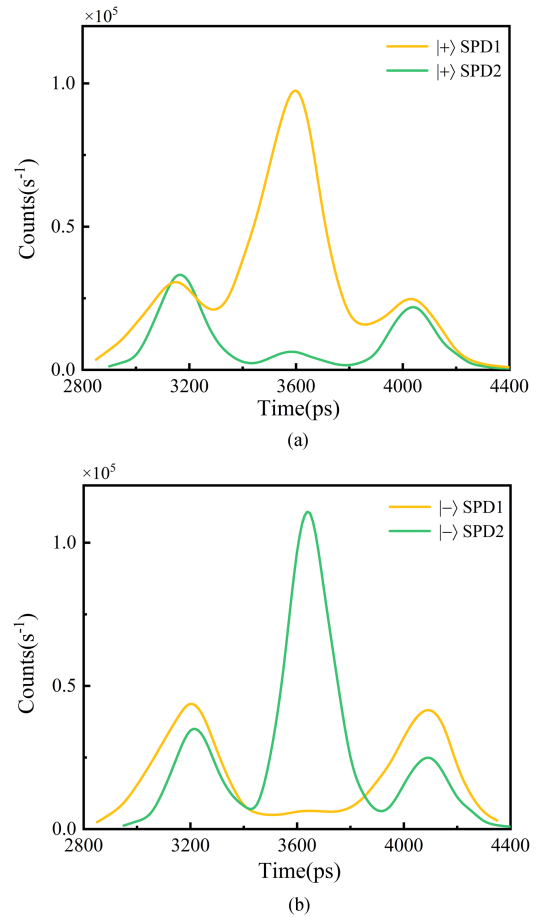 ×10⁵
|+⟩ SPD1
|+⟩ SPD2
1.0
0.5
0.0
Counts(s⁻¹)
2800 3200 3600 4000 4400
Time(ps)
(a)
×10⁵
|−⟩ SPD1
|−⟩ SPD2
1.0
0.5
0.0
Counts(s⁻¹)
2800 3200 3600 4000 4400
Time(ps)
(b)